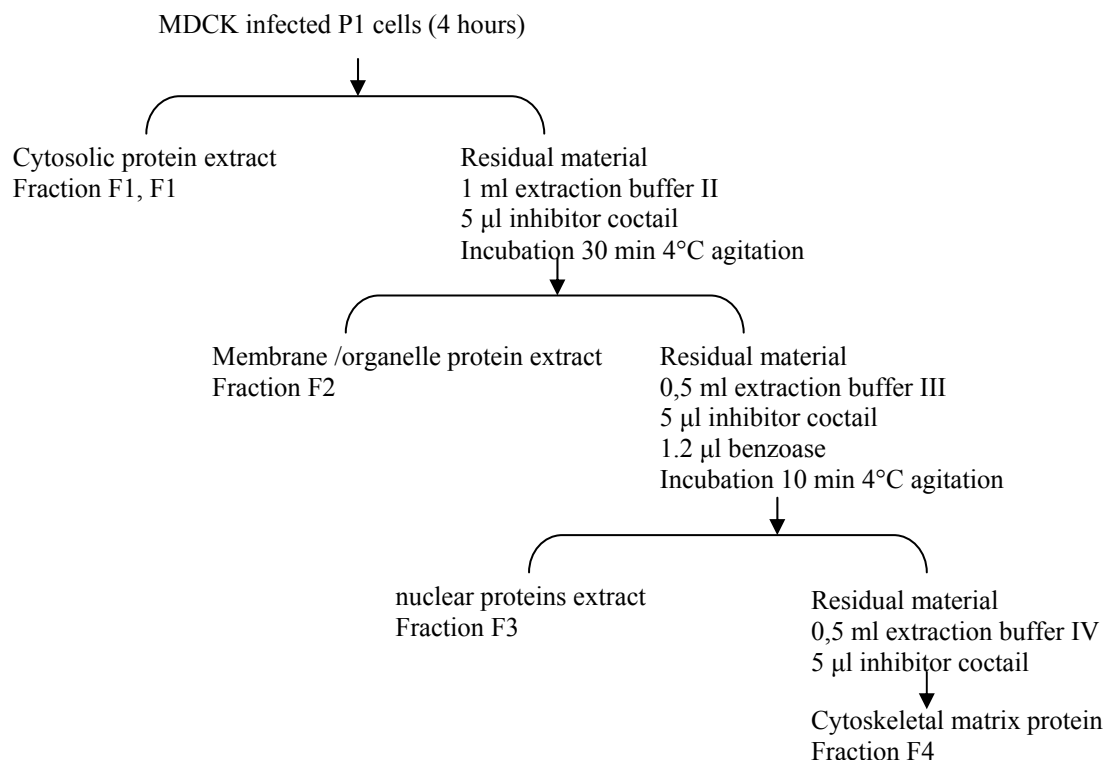 MDCK infected P1 cells (4 hours)
Cytosolic protein extract
Fraction F1, F1
Residual material
1 ml extraction buffer II
5 µl inhibitor coctail
Incubation 30 min 4°C agitation
Membrane /organelle protein extract
Fraction F2
Residual material
0,5 ml extraction buffer III
5 µl inhibitor coctail
1.2 µl benzoase
Incubation 10 min 4°C agitation
nuclear proteins extract
Fraction F3
Residual material
0,5 ml extraction buffer IV
5 µl inhibitor coctail
Cytoskeletal matrix protein
Fraction F4